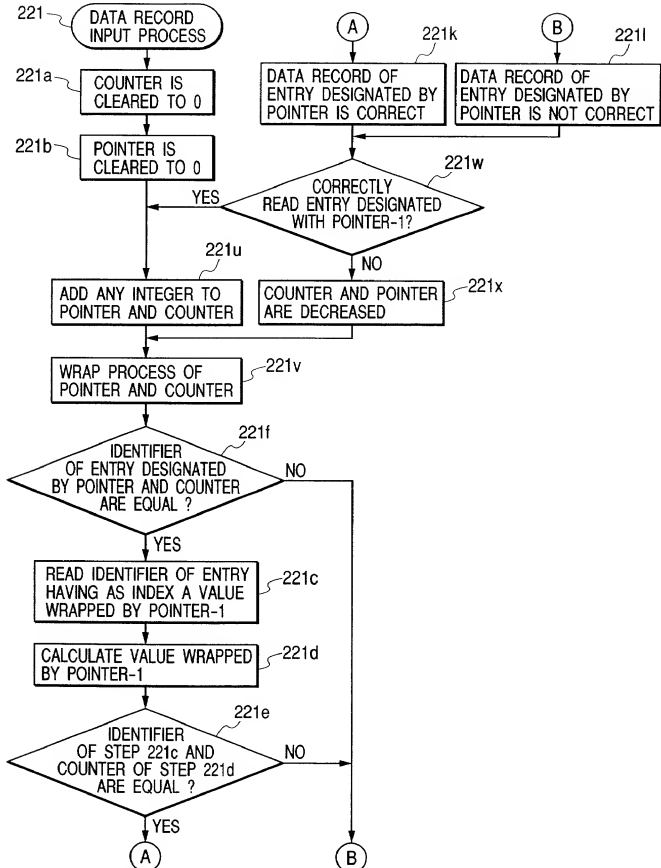 221
DATA RECORD
INPUT PROCESS
221a
COUNTER IS
CLEARED TO 0
221b
POINTER IS
CLEARED TO 0
A
221k
DATA RECORD OF
ENTRY DESIGNATED BY
POINTER IS CORRECT
B
221l
DATA RECORD OF
ENTRY DESIGNATED BY
POINTER IS NOT CORRECT
221w
CORRECTLY
READ ENTRY DESIGNATED
WITH POINTER-1?
YES
NO
221u
ADD ANY INTEGER TO
POINTER AND COUNTER
COUNTER AND POINTER
ARE DECREASED
221x
WRAP PROCESS OF
POINTER AND COUNTER
221v
221f
IDENTIFIER
OF ENTRY DESIGNATED
BY POINTER AND COUNTER
ARE EQUAL ?
NO
YES
READ IDENTIFIER OF ENTRY
HAVING AS INDEX A VALUE
WRAPPED BY POINTER-1
221c
CALCULATE VALUE WRAPPED
BY POINTER-1
221d
221e
IDENTIFIER
OF STEP 221c AND
COUNTER OF STEP 221d
ARE EQUAL ?
NO
YES
A
B